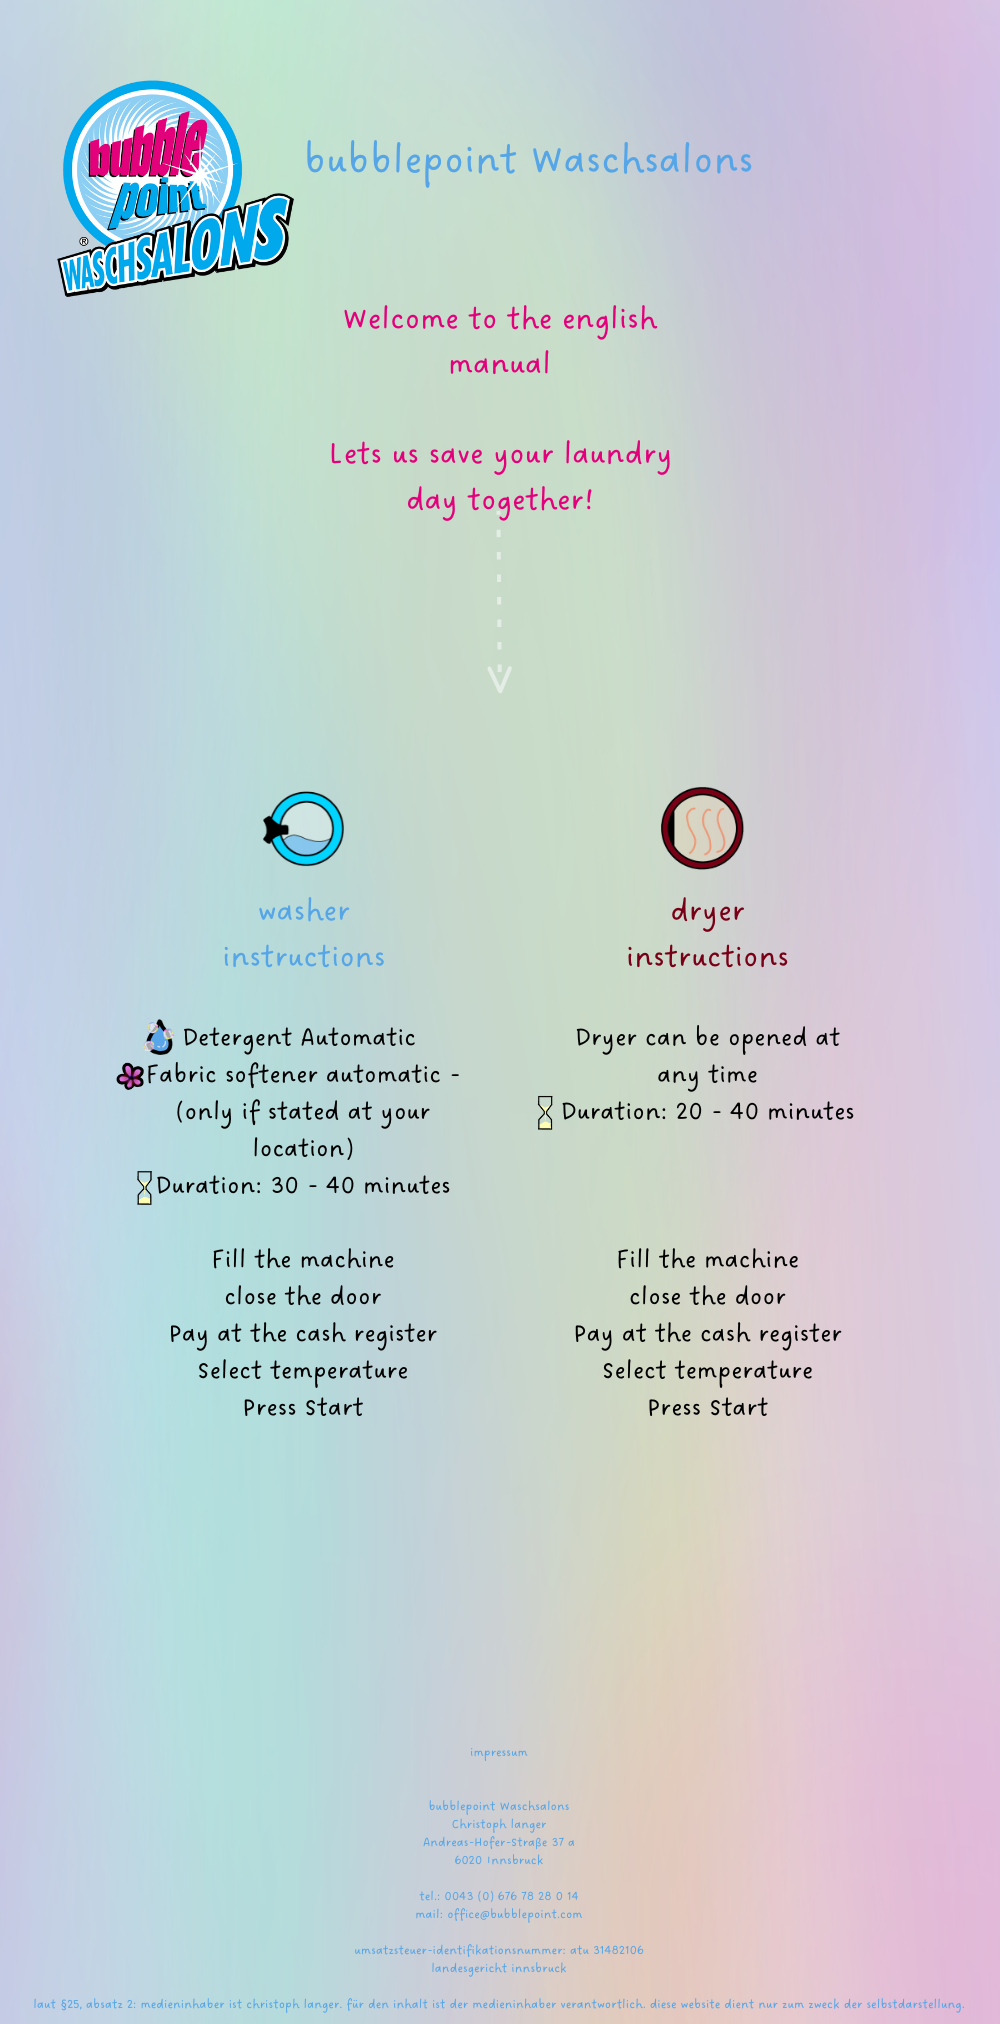 bubble
point
WASCHSALONS
®
bubblepoint Waschsalons
Welcome to the english
manual
Lets us save your laundry
day together!
washer
instructions
Detergent Automatic
Fabric softener automatic -
(only if stated at your
location)
Duration: 30 - 40 minutes
Fill the machine
close the door
Pay at the cash register
Select temperature
Press Start
dryer
instructions
Dryer can be opened at
any time
Duration: 20 - 40 minutes
Fill the machine
close the door
Pay at the cash register
Select temperature
Press Start
impressum
bubblepoint Waschsalons
Christoph langer
Andreas-Hofer-Straße 37 a
6020 Innsbruck
tel.: 0043 (0) 676 78 28 0 14
mail: office@bubblepoint.com
umsatzsteuer-identifikationsnummer: atu 31482106
landesgericht innsbruck
laut §25, absatz 2: medieninhaber ist christoph langer. für den inhalt ist der medieninhaber verantwortlich. diese website dient nur zum zweck der selbstdarstellung.